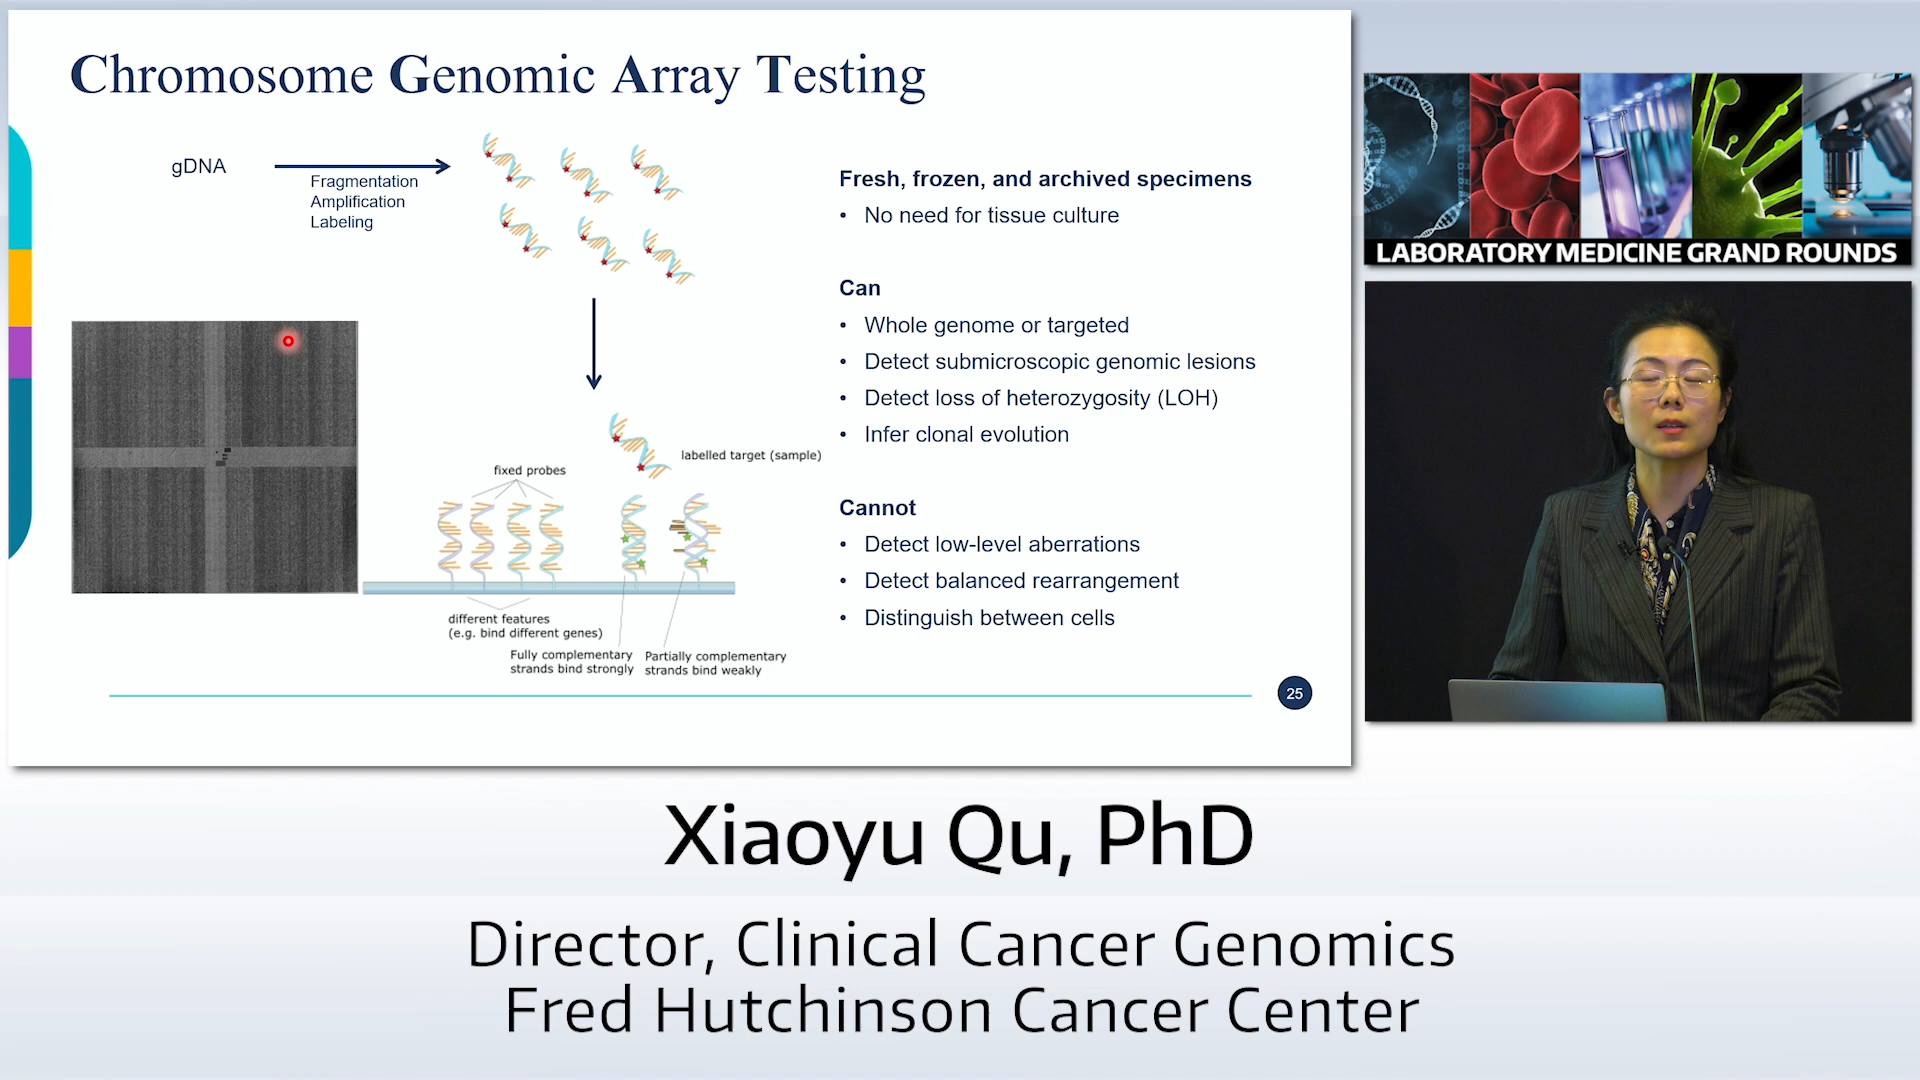 Chromosome Genomic Array Testing
gDNA
Fragmentation
Amplification
Labeling
labelled target (sample)
fixed probes
different features
(e.g. bind different genes)
Fully complementary
strands bind strongly
Partially complementary
strands bind weakly
Fresh, frozen, and archived specimens
• No need for tissue culture
Can
• Whole genome or targeted
• Detect submicroscopic genomic lesions
• Detect loss of heterozygosity (LOH)
• Infer clonal evolution
Cannot
• Detect low-level aberrations
• Detect balanced rearrangement
• Distinguish between cells
25
LABORATORY MEDICINE GRAND ROUNDS
Xiaoyu Qu, PhD
Director, Clinical Cancer Genomics
Fred Hutchinson Cancer Center